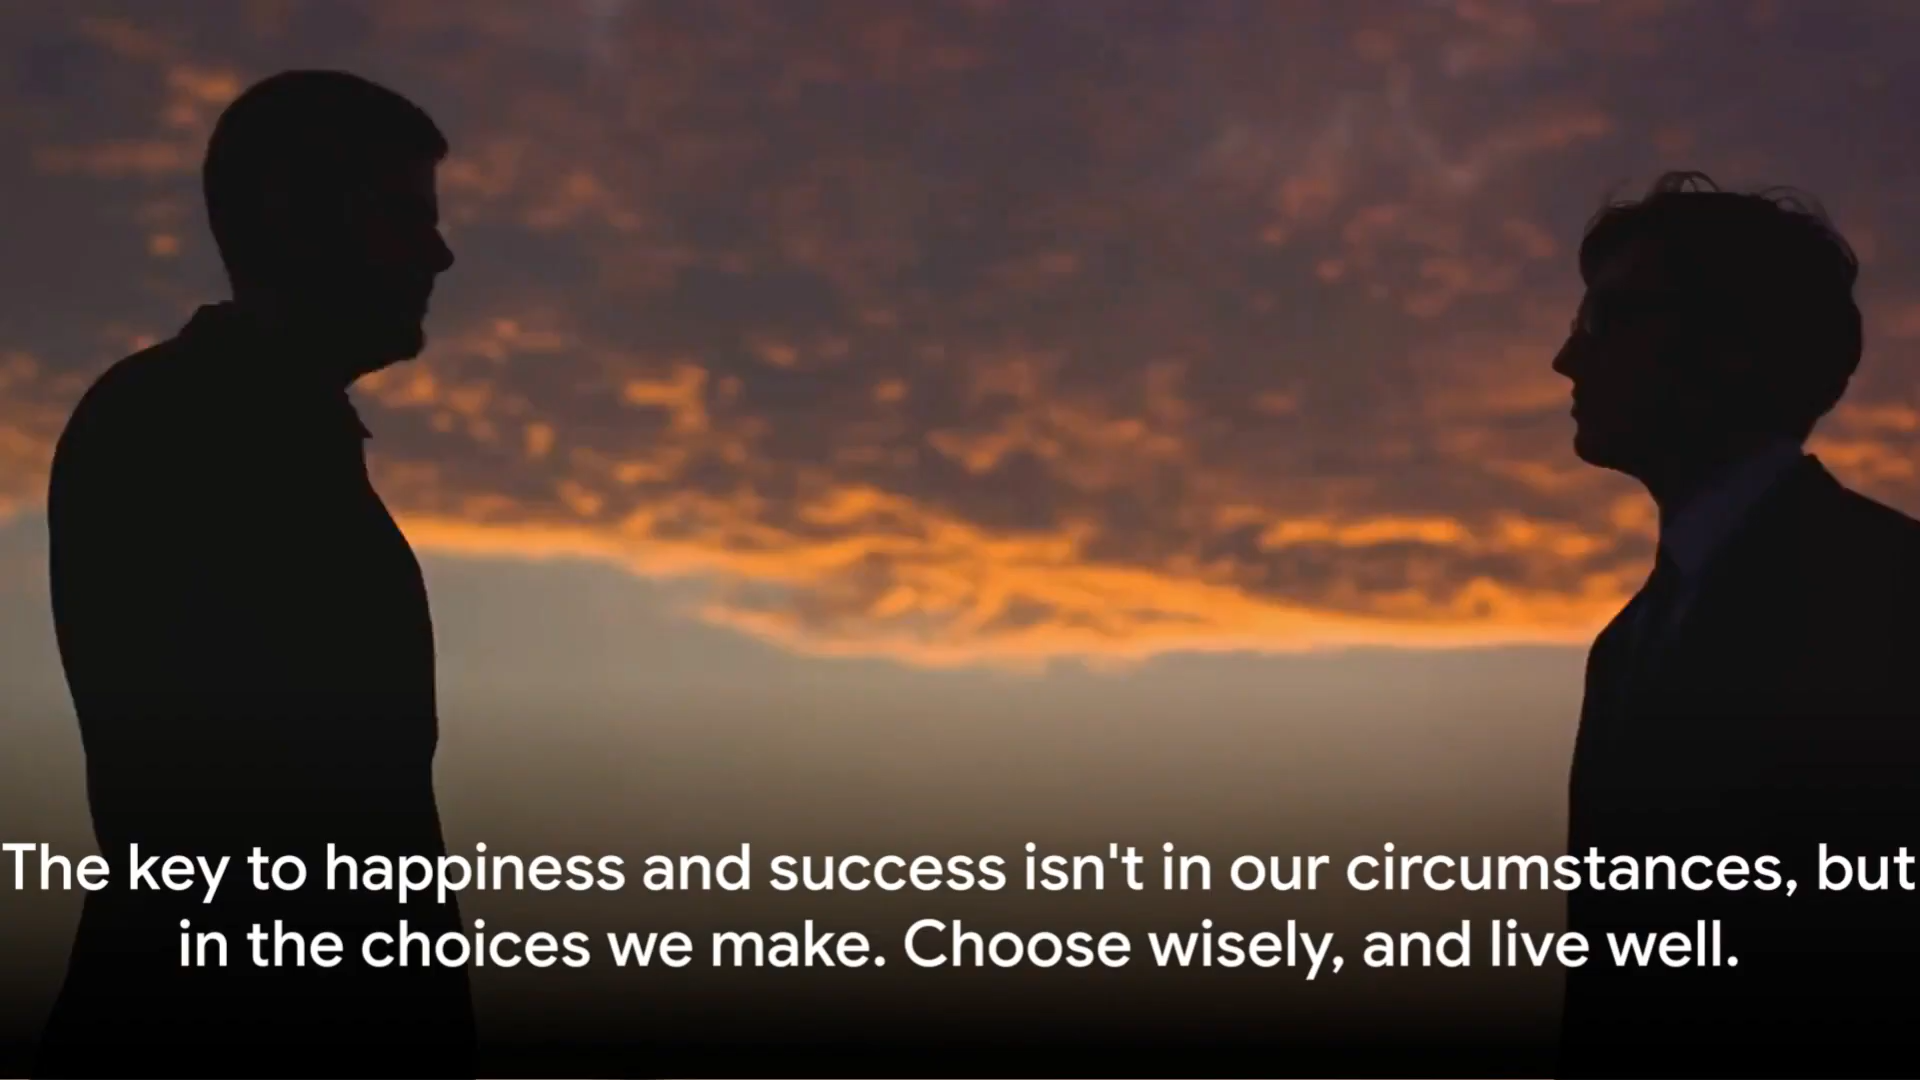 The key to happiness and success isn't in our circumstances, but
in the choices we make. Choose wisely, and live well.